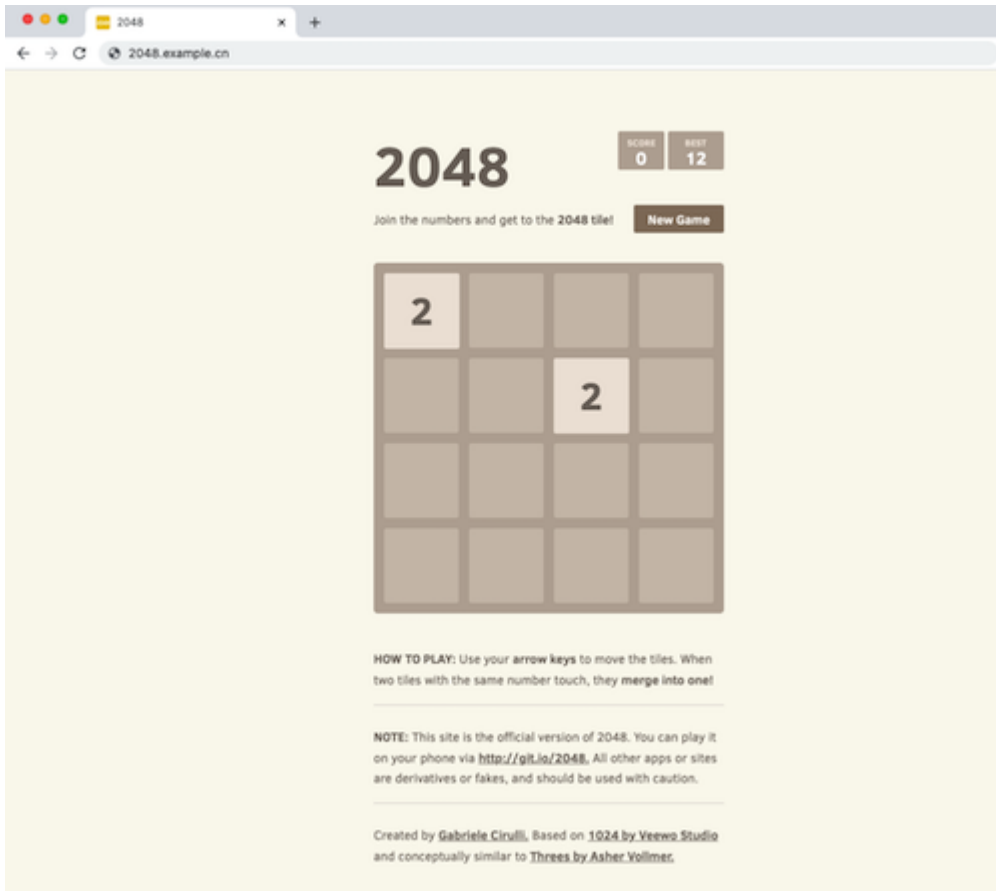 2048
2048.example.cn
2048
SCORE
0
BEST
12
Join the numbers and get to the 2048 tile!
New Game
2
2
HOW TO PLAY: Use your arrow keys to move the tiles. When
two tiles with the same number touch, they merge into one!
NOTE: This site is the official version of 2048. You can play it
on your phone via http://git.io/2048. All other apps or sites
are derivatives or fakes, and should be used with caution.
Created by Gabriele Cirulli. Based on 1024 by Veewo Studio
and conceptually similar to Threes by Asher Vollmer.